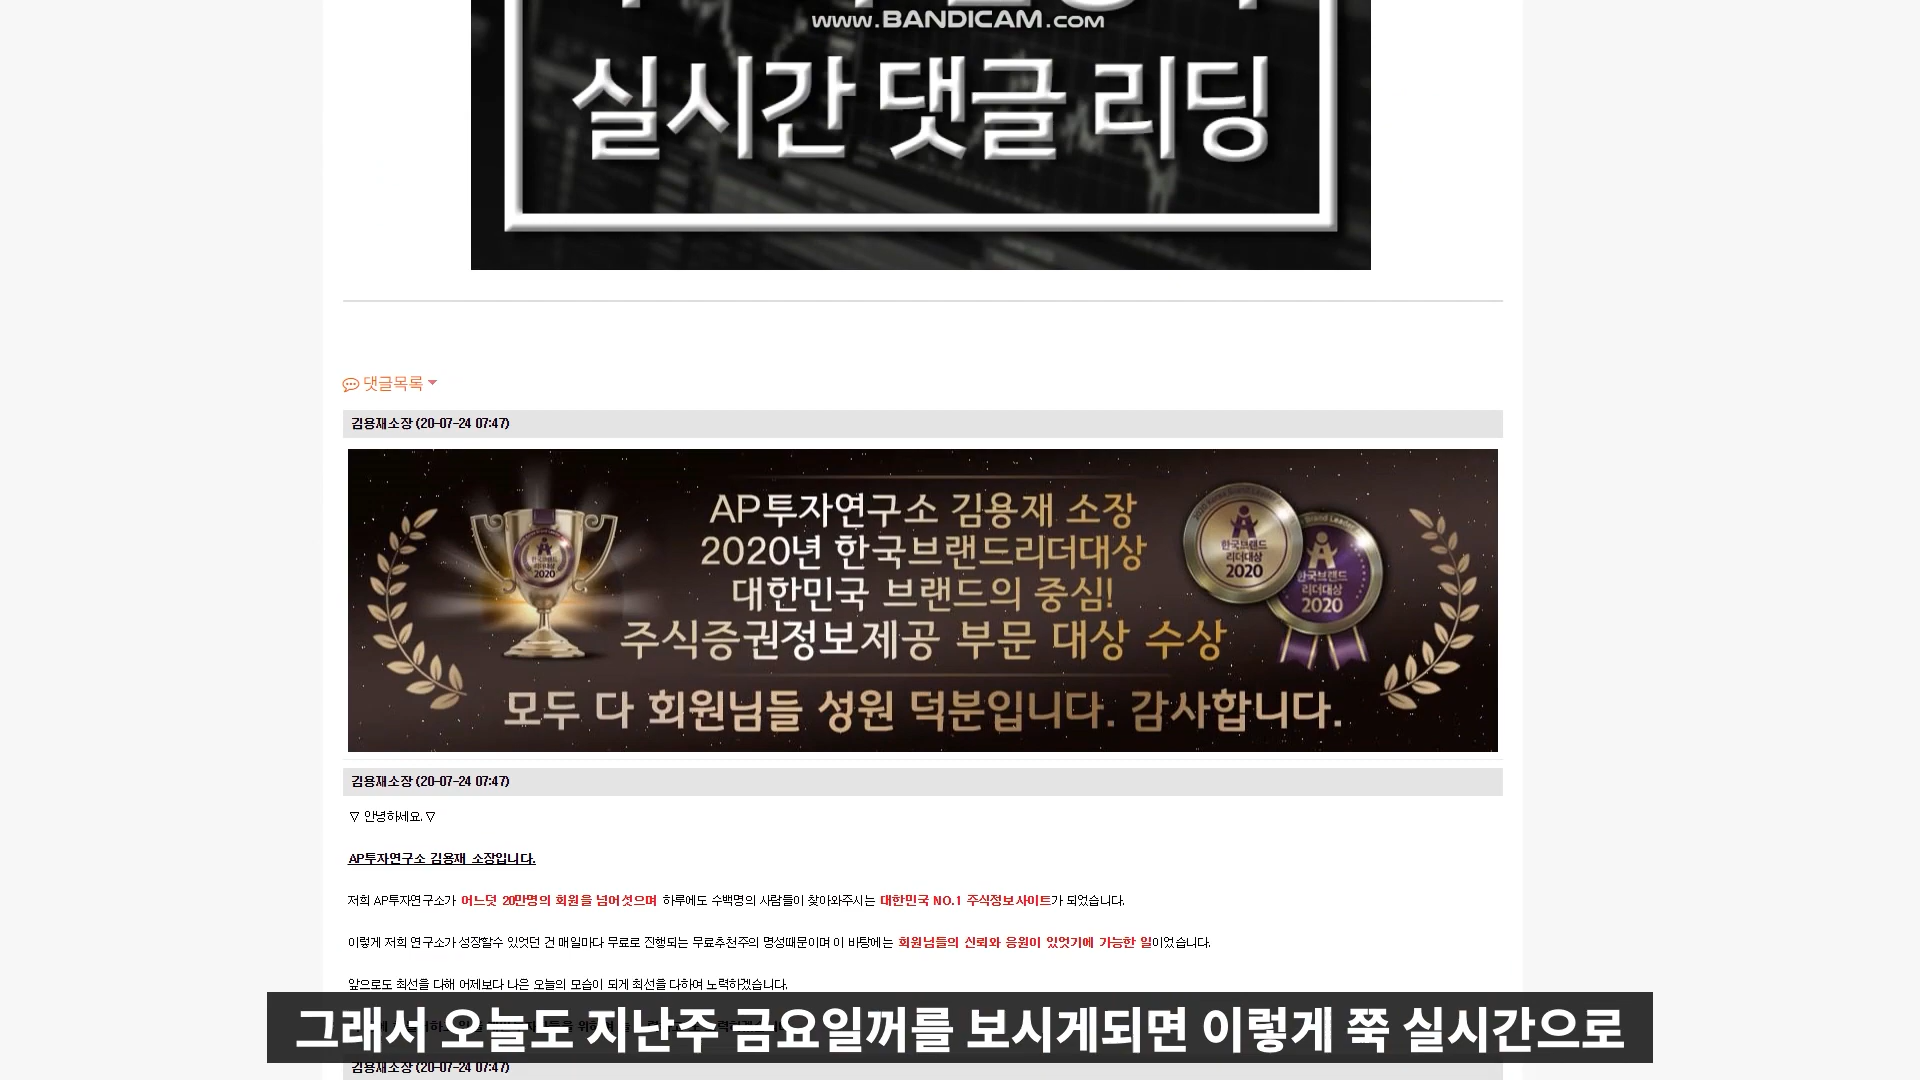 www.BANDICAM.com
실시간 댓글 리딩
댓글목록
김용재소장 (20-07-24 07:47)
AP투자연구소 김용재 소장
2020년 한국브랜드리더대상
대한민국 브랜드의 중심!
주식증권정보제공 부문 대상 수상
모두 다 회원님들 성원 덕분입니다. 감사합니다.
한국브랜드
리더대상
2020
한국브랜드
리더대상
2020
한국브랜드
리더대상
2020
김용재소장 (20-07-24 07:47)
▽ 안녕하세요. ▽
AP투자연구소 김용재 소장입니다.
저희 AP투자연구소가 어느덧 20만명의 회원을 넘어섯으며 하루에도 수백명의 사람들이 찾아와주시는 대한민국 NO.1 주식정보사이트가 되었습니다.
이렇게 저희 연구소가 성장할수 있엇던 건 매일마다 무료로 진행되는 무료추천주의 명성때문이며 이 바탕에는 회원님들의 신뢰와 응원이 있엇기에 가능한 일이었습니다.
앞으로도 최선을 다해 어제보다 나은 오늘의 모습이 되게 최선을 다하여 노력하겠습니다.
그래서 오늘도 지난주 금요일꺼를 보시게되면 이렇게 쭉 실시간으로
김용재소장 (20-07-24 07:47)